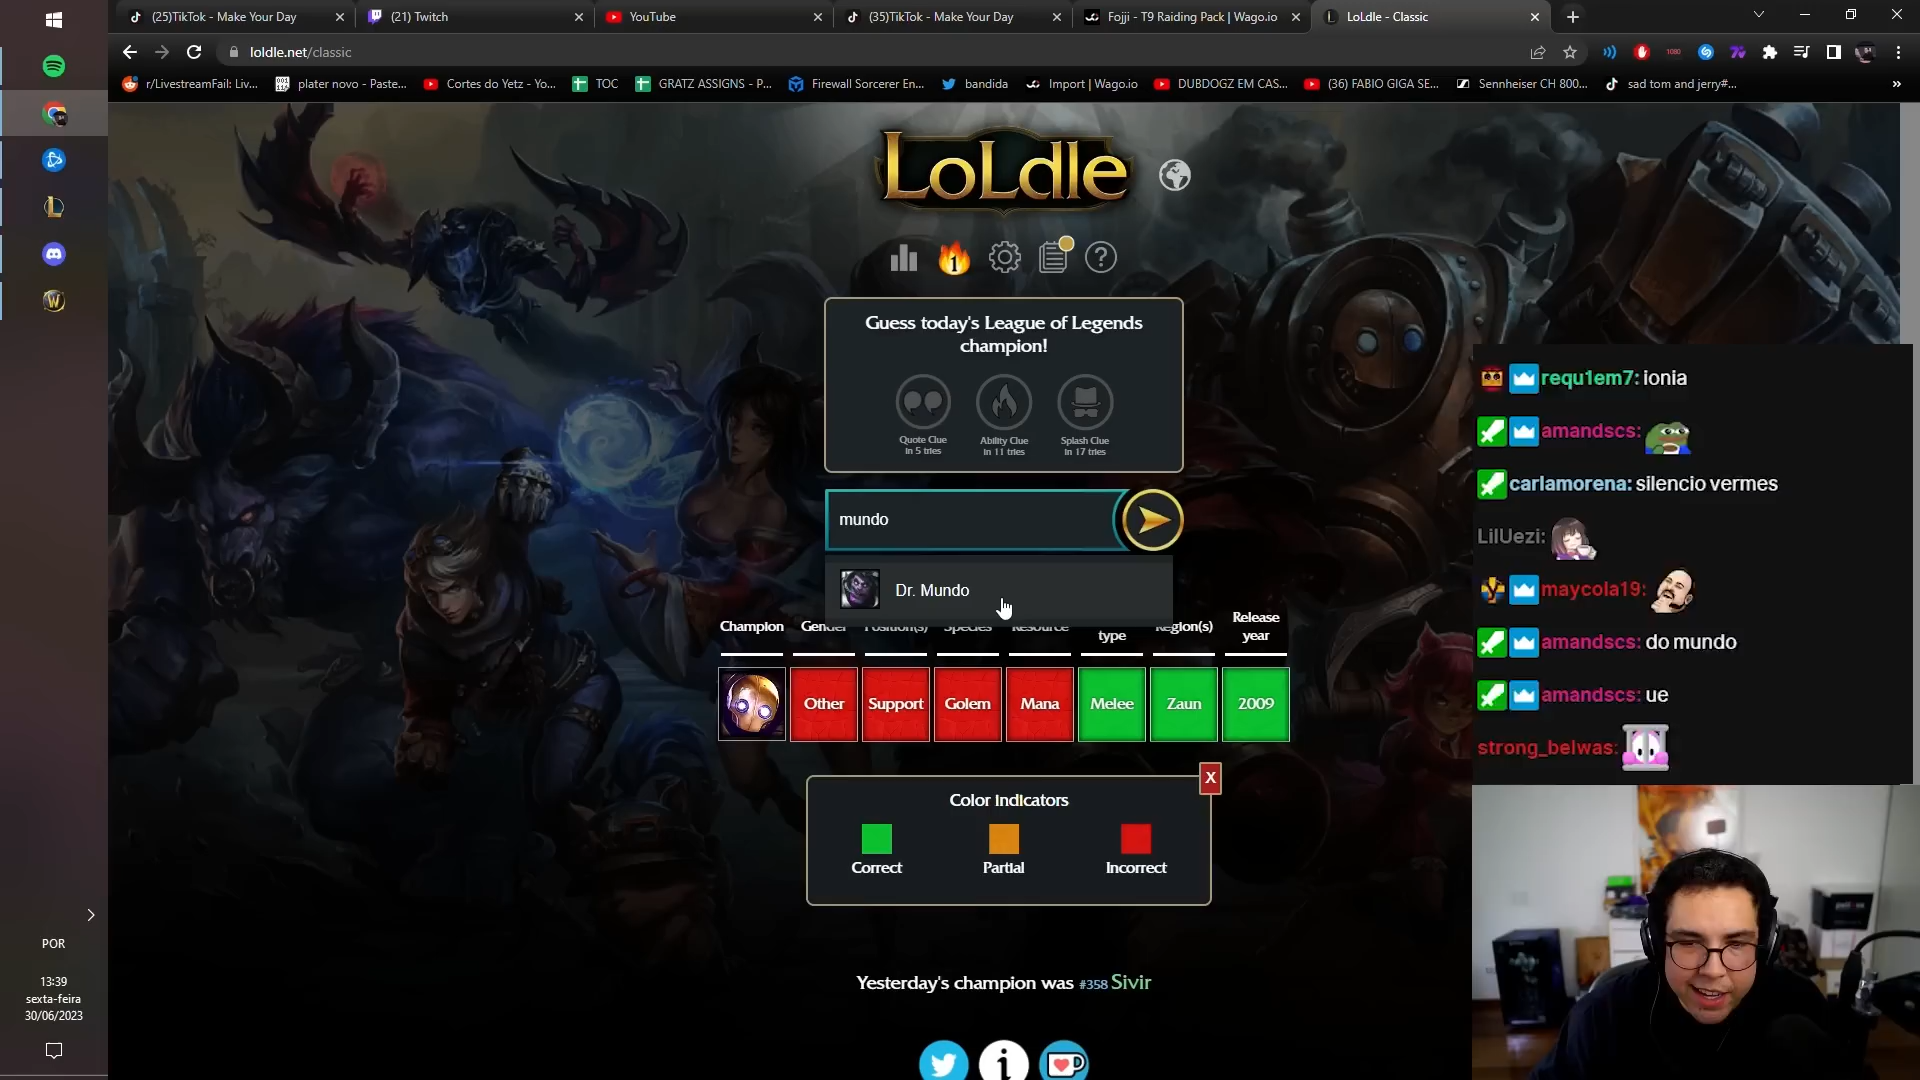 (25)TikTok - Make Your Day
(21) Twitch
YouTube
(35)TikTok - Make Your Day
Fojji - T9 Raiding Pack | Wago.io
LoLdle - Classic
loldle.net/classic
r/LivestreamFail: Liv...
plater novo - Paste...
Cortes do Yetz - Yo...
TOC
GRATZ ASSIGNS - P...
Firewall Sorcerer En...
bandida
Import | Wago.io
DUBDOGZ EM CAS...
(36) FABIO GIGA SE...
Sennheiser CH 800...
sad tom and jerry#...
LoLdle
1
Guess today's League of Legends
champion!
Quote Clue
in 5 tries
Ability Clue
in 11 tries
Splash Clue
in 17 tries
mundo
Dr. Mundo
Champion
Gender
Position(s)
Species
Resource
type
Region(s)
Release
year
Other
Support
Golem
Mana
Melee
Zaun
2009
X
Color Indicators
Correct
Partial
Incorrect
Yesterday's champion was #358 Sivir
requ1em7: ionia
amandscs:
carlamorena: silencio vermes
LilUezi:
maycola19:
amandscs: do mundo
amandscs: ue
strong_belwas:
POR
13:39
sexta-feira
30/06/2023